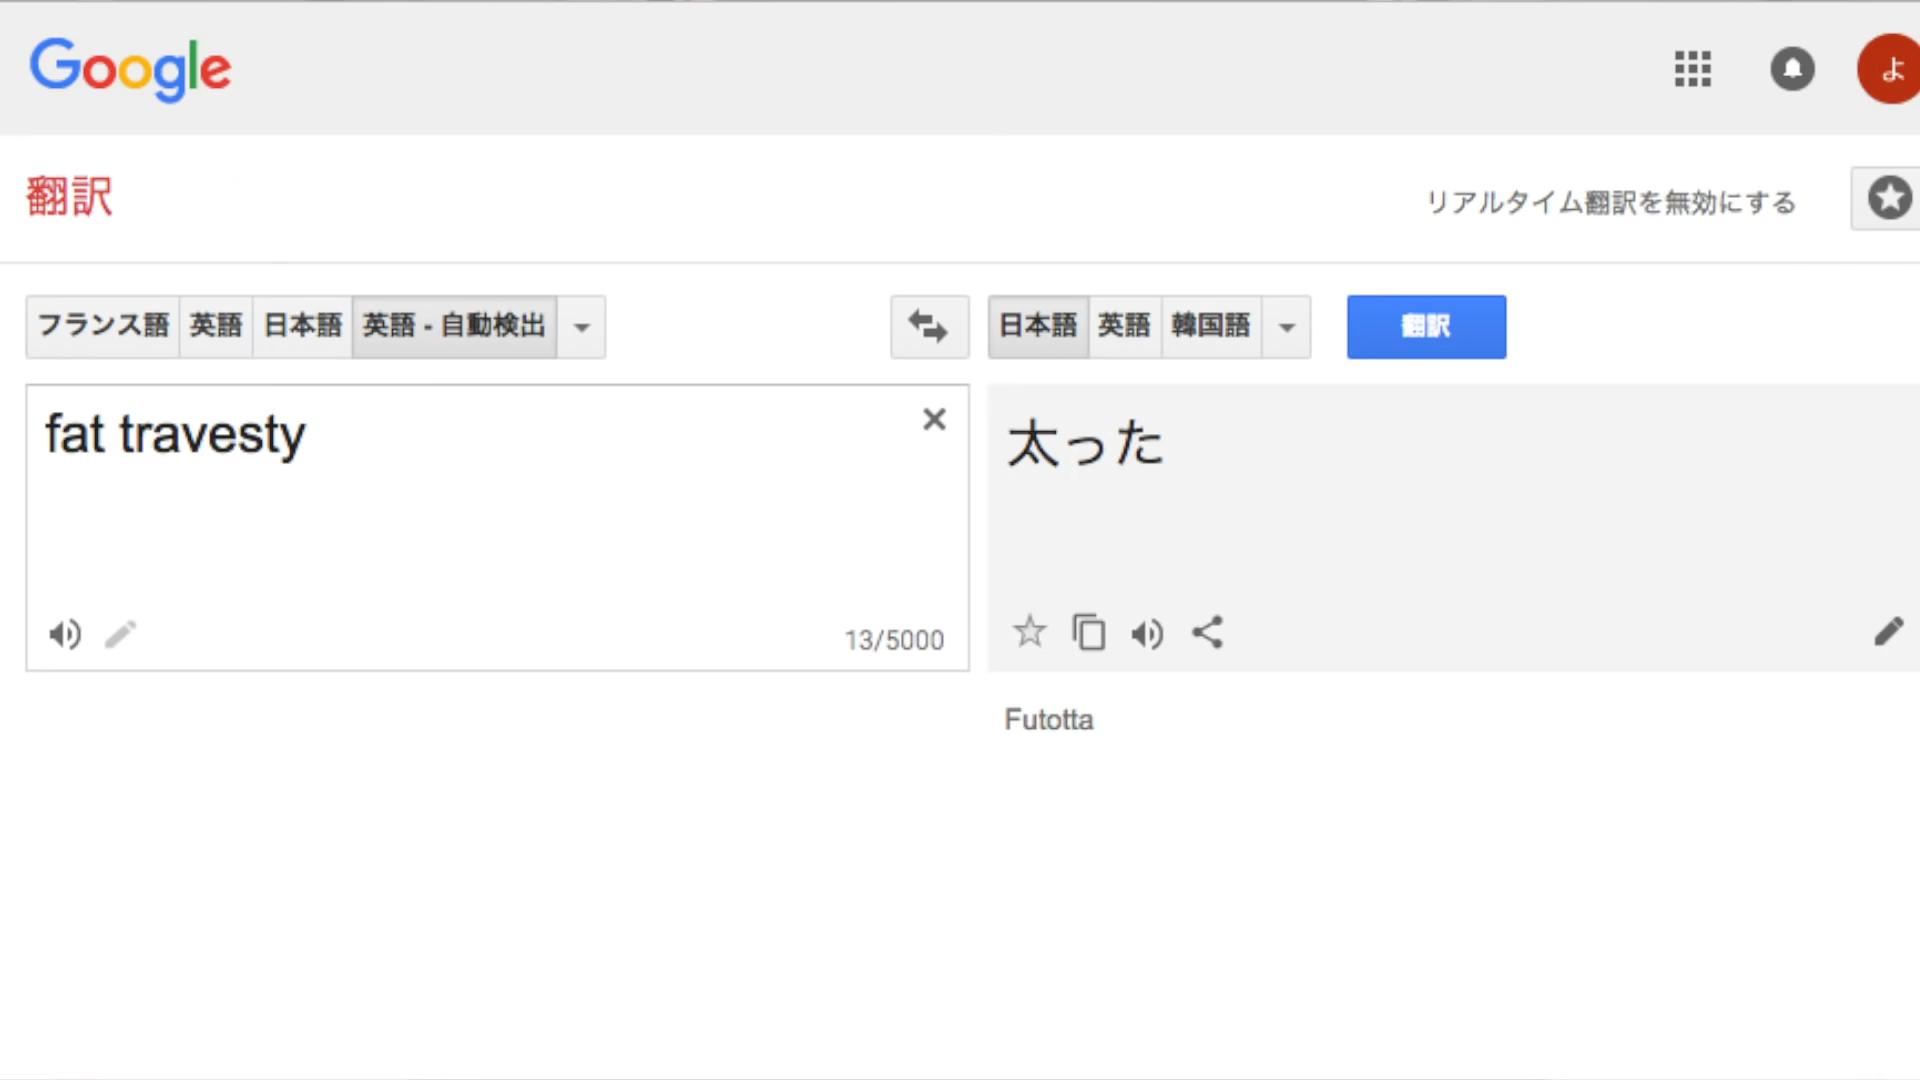 Google
よ
翻訳
リアルタイム翻訳を無効にする
フランス語 英語 日本語 英語 - 自動検出
日本語 英語 韓国語
翻訳
fat travesty
13/5000
太った
Futotta